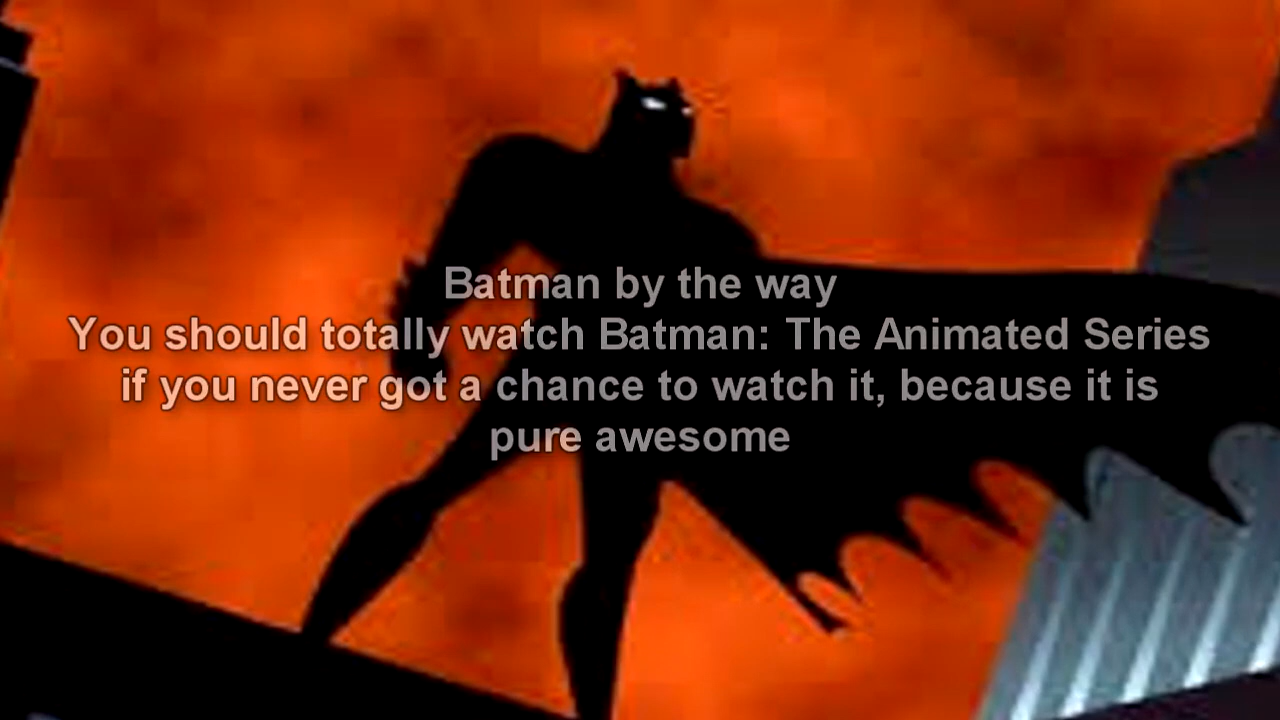 Batman by the way
You should totally watch Batman: The Animated Series
if you never got a chance to watch it, because it is
pure awesome